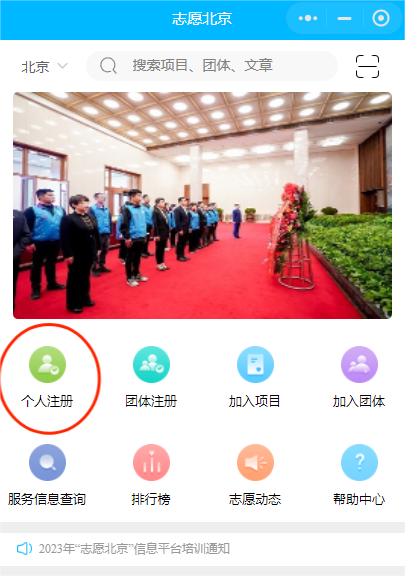 志愿北京
北京 搜索项目、团体、文章
个人注册 团体注册 加入项目 加入团体
服务信息查询 排行榜 志愿动态 帮助中心
2023年“志愿北京”信息平台培训通知